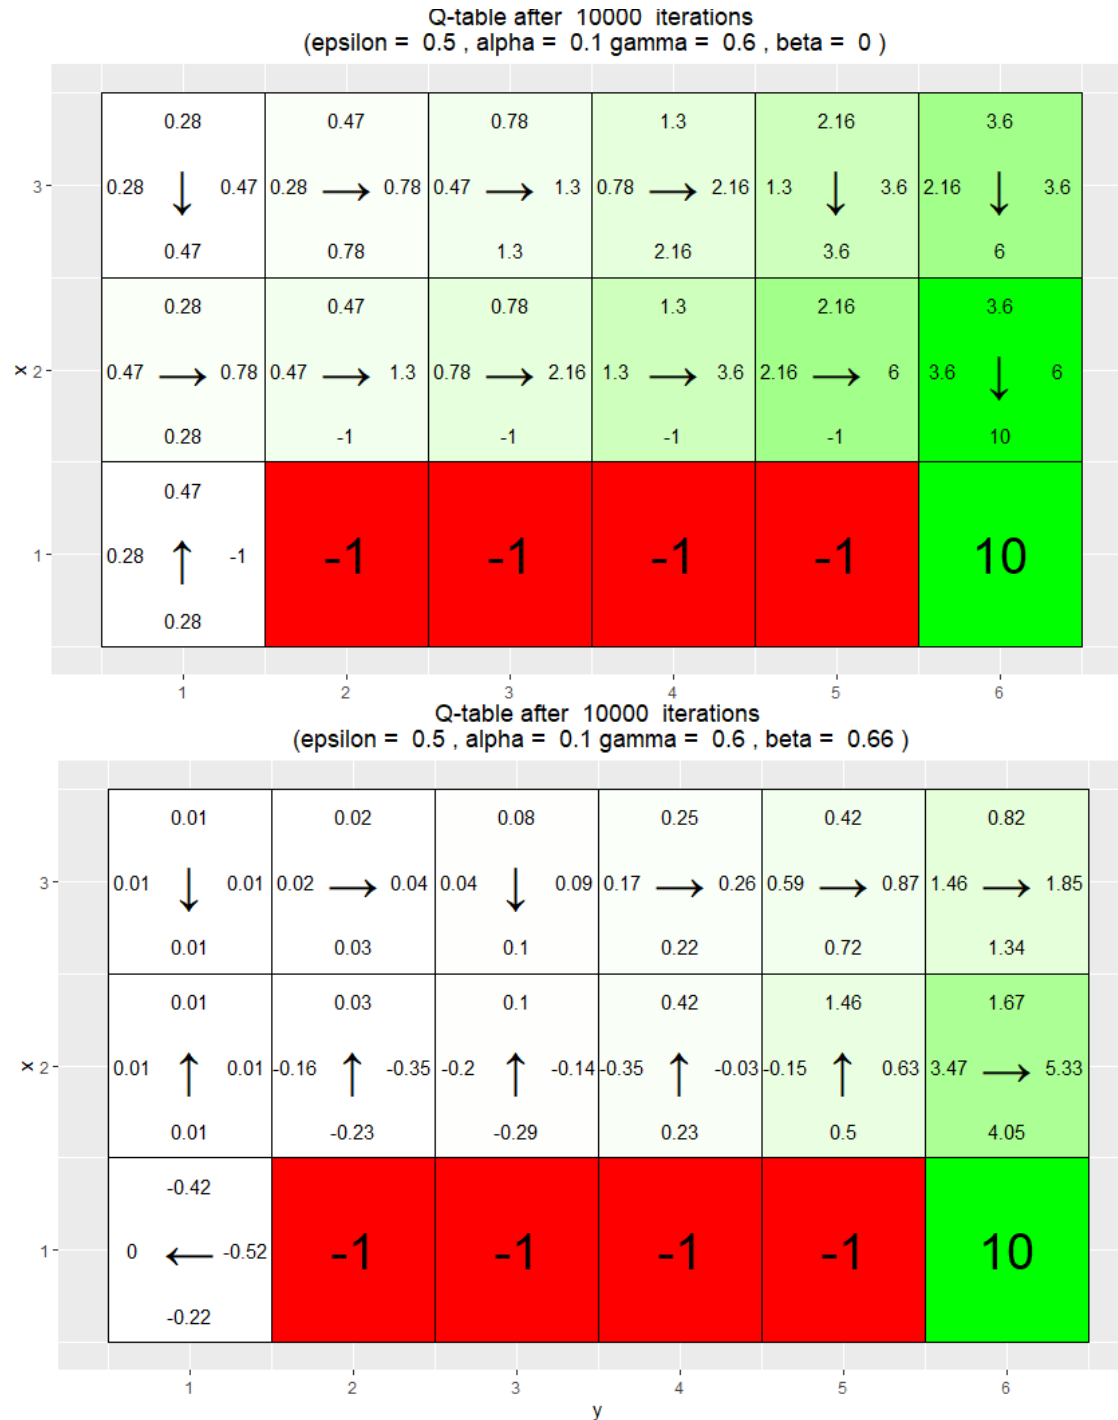 Q-table after 10000 iterations
(epsilon = 0.5 , alpha = 0.1 gamma = 0.6 , beta = 0 )
0.28 0.47 0.78 1.3 2.16 3.6
3 0.28 ↓ 0.47 0.28 → 0.78 0.47 → 1.3 0.78 → 2.16 1.3 ↓ 3.6 2.16 ↓ 3.6
0.47 0.78 1.3 2.16 3.6 6
0.28 0.47 0.78 1.3 2.16 3.6
x 2 0.47 → 0.78 0.47 → 1.3 0.78 → 2.16 1.3 → 3.6 2.16 → 6 3.6 ↓ 6
0.28 -1 -1 -1 -1 10
0.47
1 0.28 ↑ -1 -1 -1 -1 -1 10
0.28
1 2 3 4 5 6
Q-table after 10000 iterations
(epsilon = 0.5 , alpha = 0.1 gamma = 0.6 , beta = 0.66 )
0.01 0.02 0.08 0.25 0.42 0.82
3 0.01 ↓ 0.01 0.02 → 0.04 0.04 ↓ 0.09 0.17 → 0.26 0.59 → 0.87 1.46 → 1.85
0.01 0.03 0.1 0.22 0.72 1.34
0.01 0.03 0.1 0.42 1.46 1.67
x 2 0.01 ↑ 0.01 -0.16 ↑ -0.35 -0.2 ↑ -0.14 -0.35 ↑ -0.03 -0.15 ↑ 0.63 3.47 → 5.33
0.01 -0.23 -0.29 0.23 0.5 4.05
-0.42
1 0 ← -0.52 -1 -1 -1 -1 10
-0.22
1 2 3 4 5 6
y